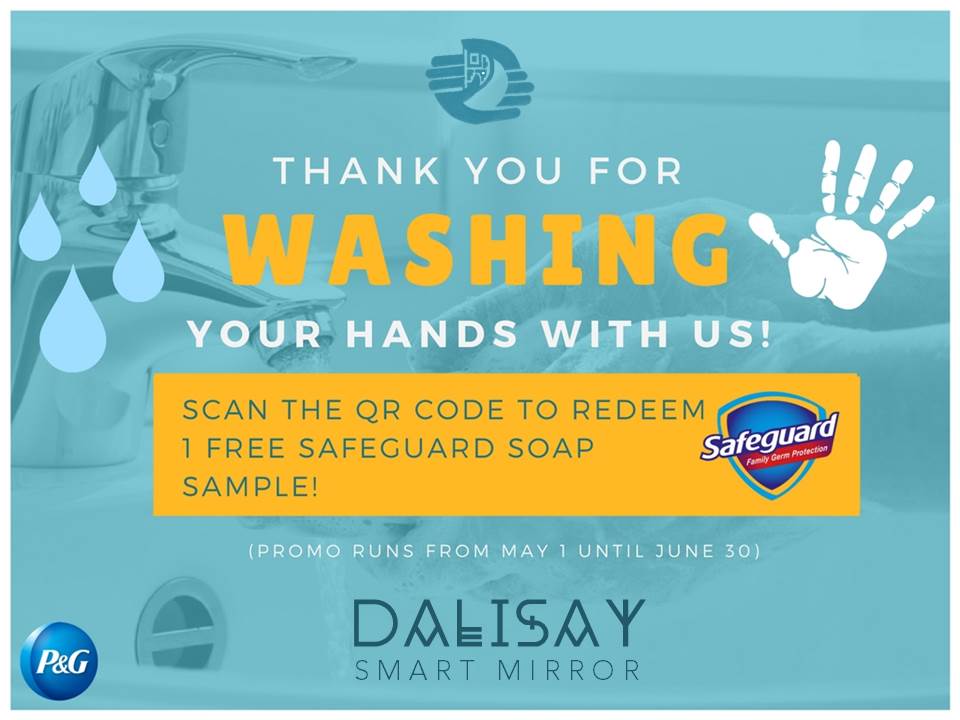 THANK YOU FOR
WASHING
YOUR HANDS WITH US!
SCAN THE QR CODE TO REDEEM
1 FREE SAFEGUARD SOAP
SAMPLE!
Safeguard
Family Germ Protection
(PROMO RUNS FROM MAY 1 UNTIL JUNE 30)
DALISAY
SMART MIRROR
P&G